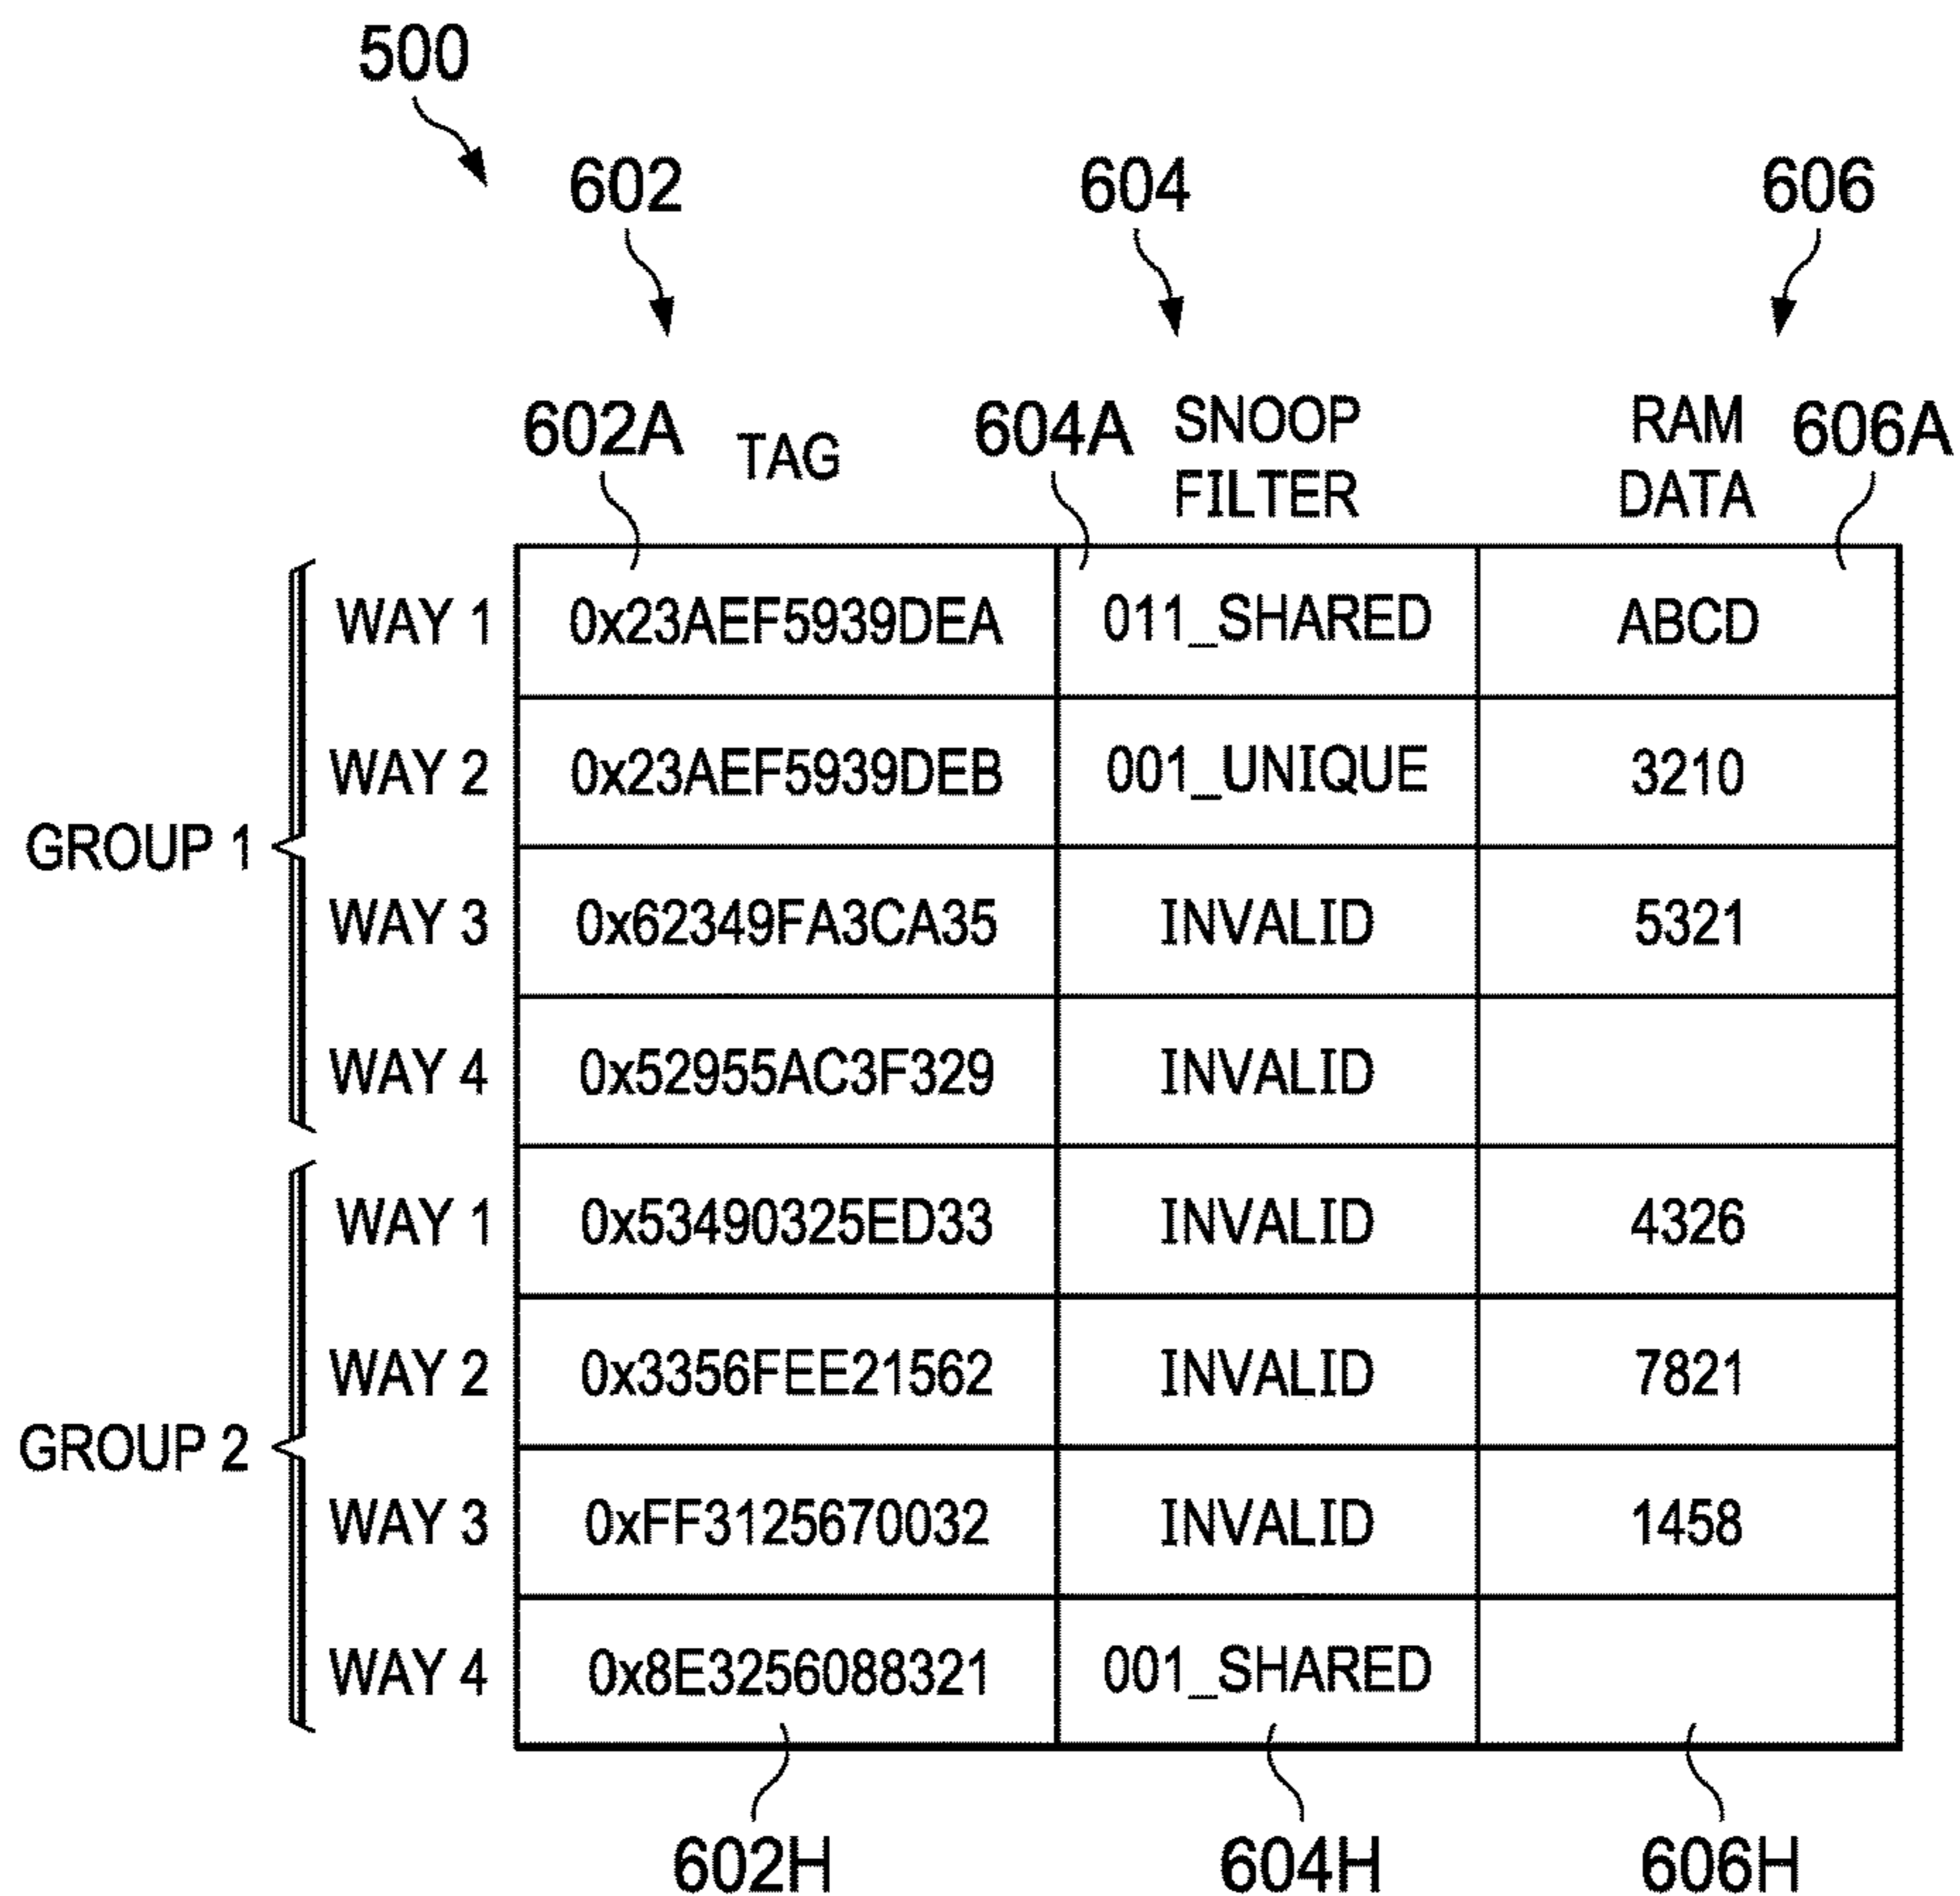 500
602 604 606
602A TAG 604A SNOOP FILTER RAM DATA 606A
GROUP 1
WAY 1 0x23AEF5939DEA 011_SHARED ABCD
WAY 2 0x23AEF5939DEB 001_UNIQUE 3210
WAY 3 0x62349FA3CA35 INVALID 5321
WAY 4 0x52955AC3F329 INVALID
GROUP 2
WAY 1 0x53490325ED33 INVALID 4326
WAY 2 0x3356FEE21562 INVALID 7821
WAY 3 0xFF3125670032 INVALID 1458
WAY 4 0x8E3256088321 001_SHARED
602H 604H 606H